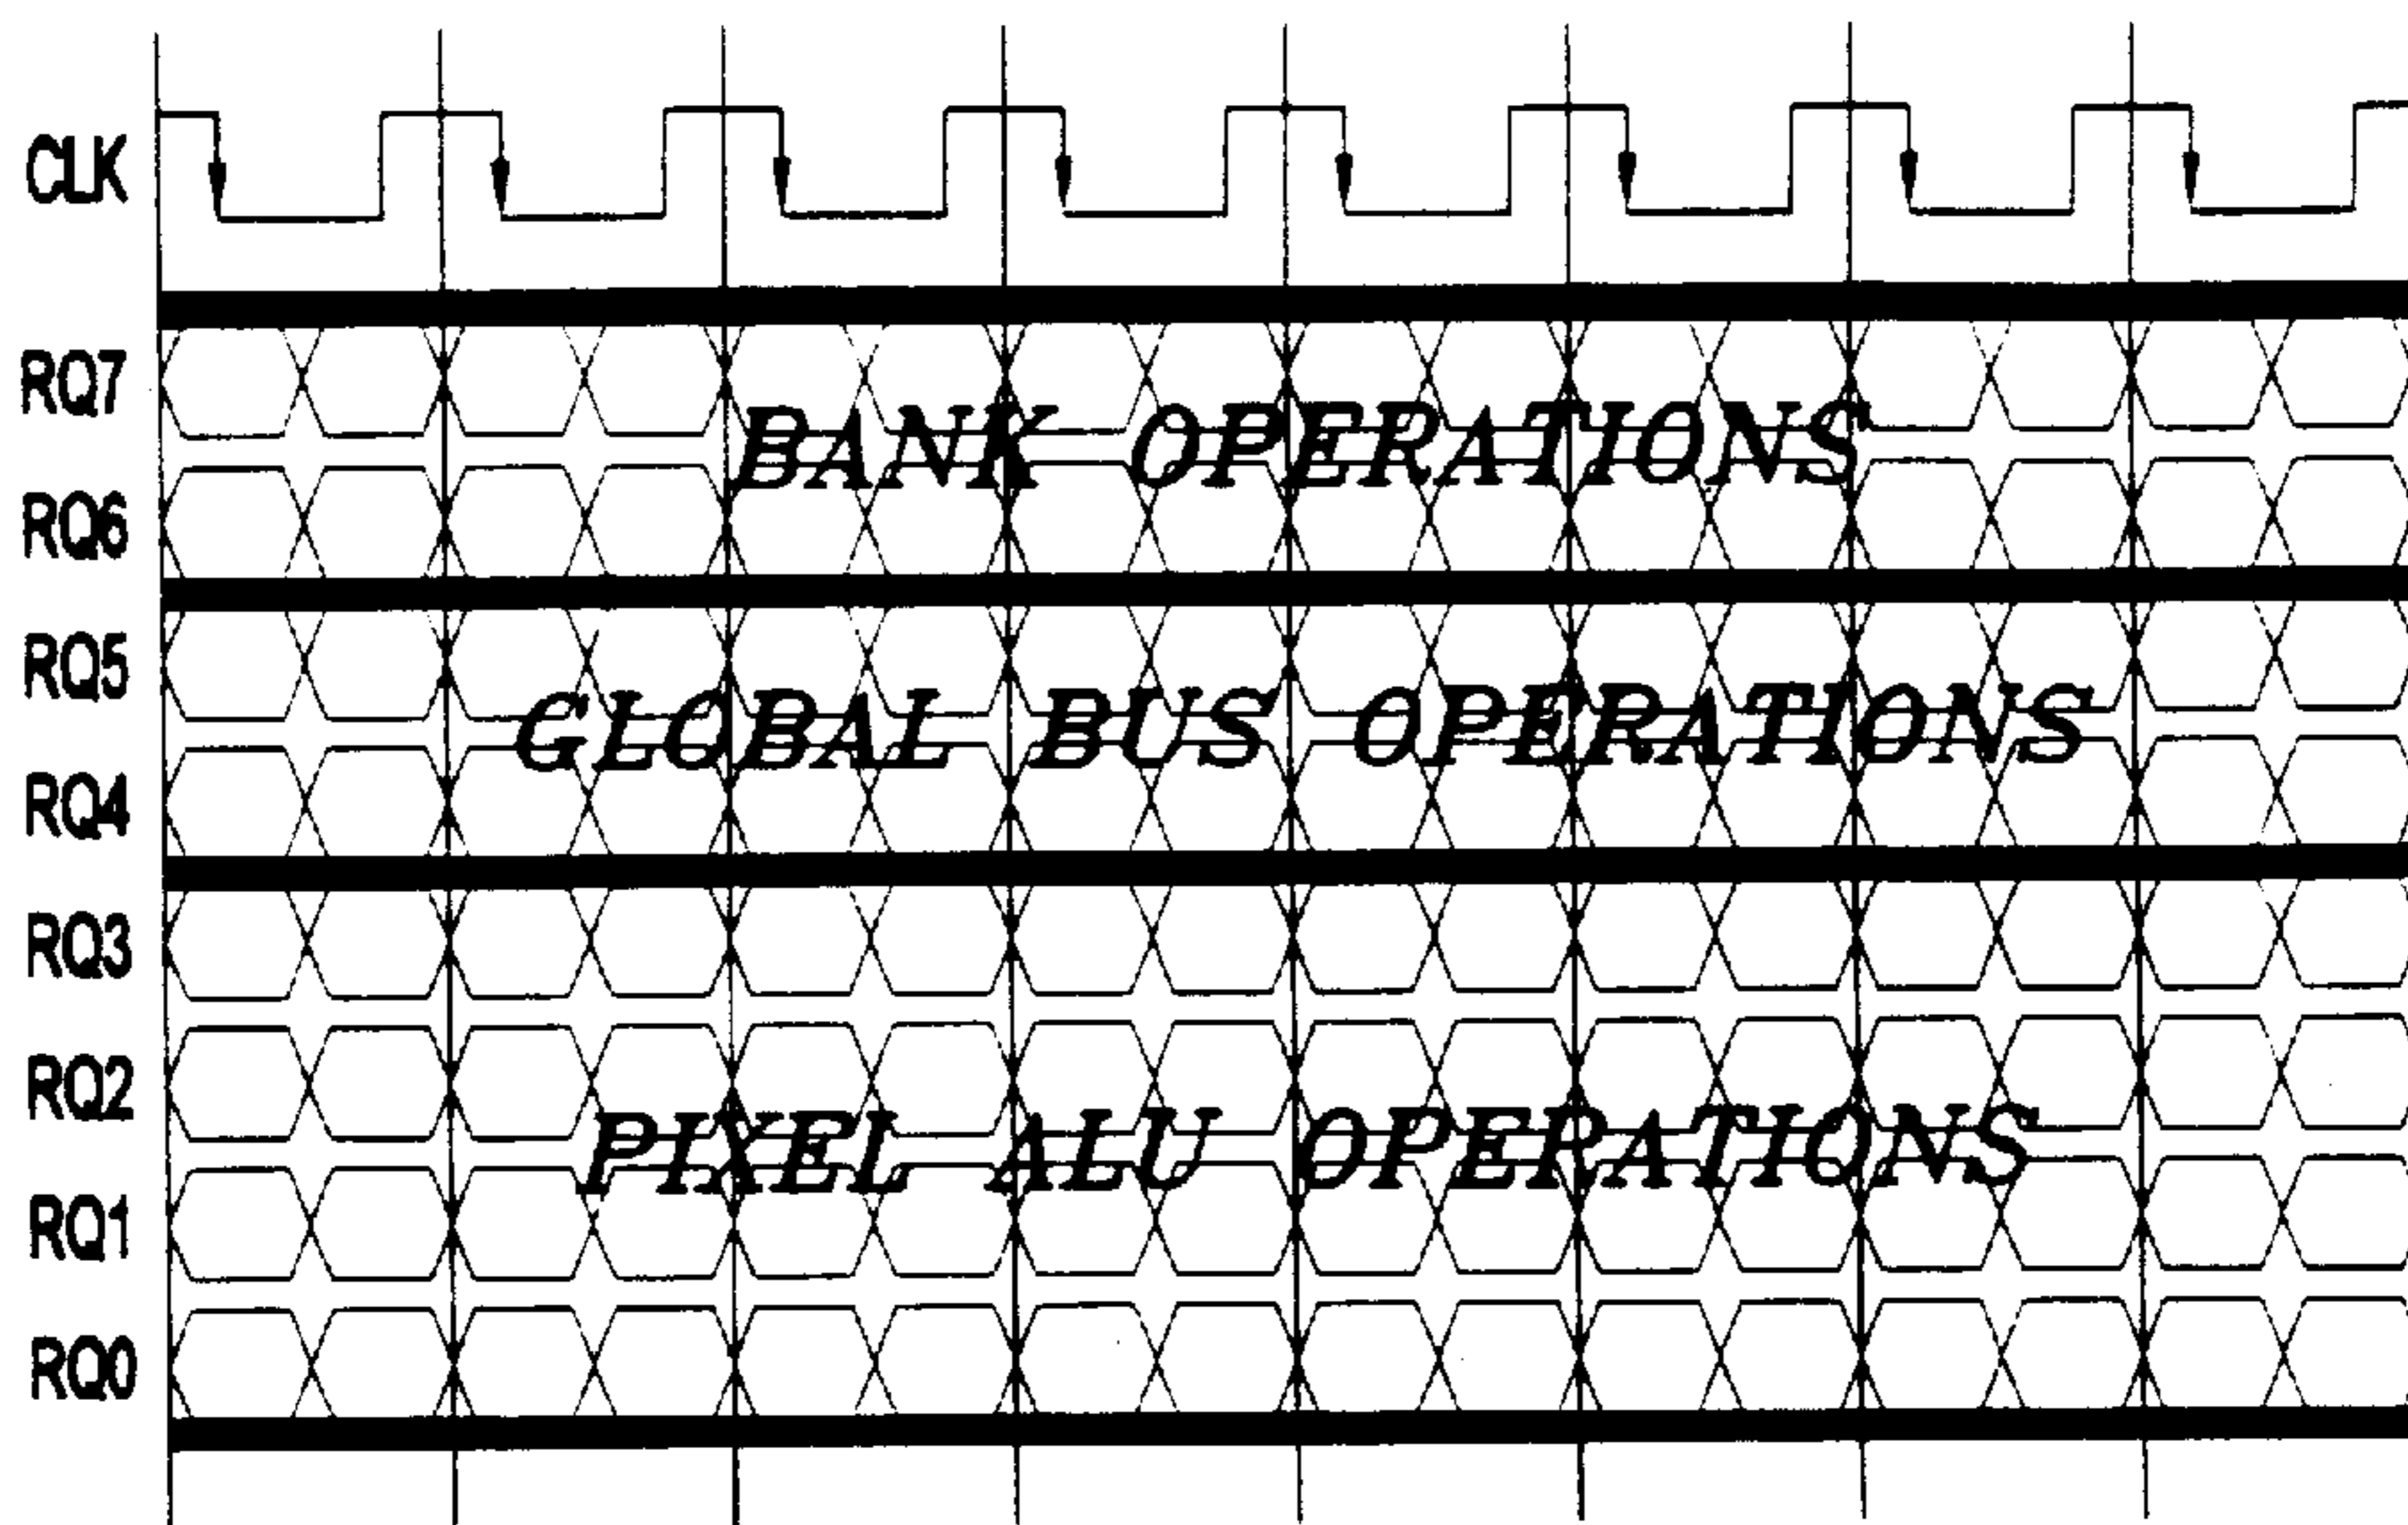 CLK
RQ7
BANK OPERATIONS
RQ6
RQ5
GLOBAL BUS OPERATIONS
RQ4
RQ3
RQ2
PIXEL ALU OPERATIONS
RQ1
RQ0